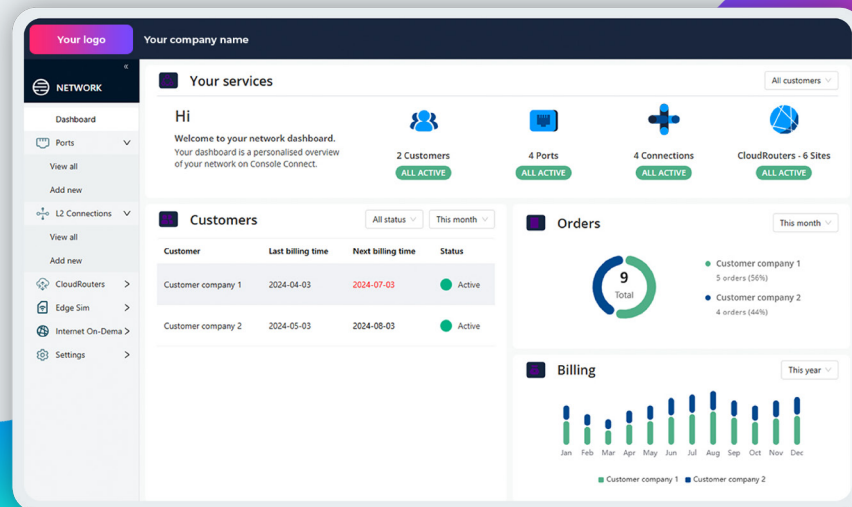 Your logo
Your company name
«
NETWORK
Dashboard
Ports
View all
Add new
L2 Connections
View all
Add new
CloudRouters
Edge Sim
Internet On-Dema
Settings
Your services
All customers
Hi
Welcome to your network dashboard.
Your dashboard is a personalised overview
of your network on Console Connect.
2 Customers
ALL ACTIVE
4 Ports
ALL ACTIVE
4 Connections
ALL ACTIVE
CloudRouters - 6 Sites
ALL ACTIVE
Customers
All status
This month
Customer Last billing time Next billing time Status
Customer company 1 2024-04-03 2024-07-03 Active
Customer company 2 2024-05-03 2024-08-03 Active
Orders
This month
9
Total
Customer company 1
5 orders (56%)
Customer company 2
4 orders (44%)
Billing
This year
Jan Feb Mar Apr May Jun Jul Aug Sep Oct Nov Dec
Customer company 1 Customer company 2